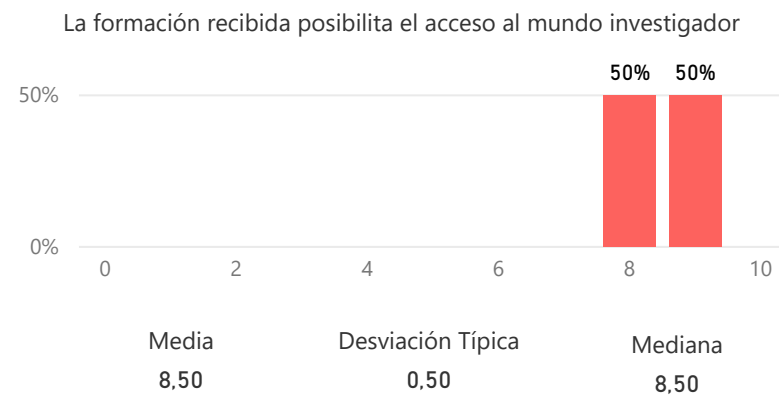 La formación recibida posibilita el acceso al mundo investigador
50% 50%
50%
0%
0 2 4 6 8 10
Media Desviación Típica Mediana
8,50 0,50 8,50